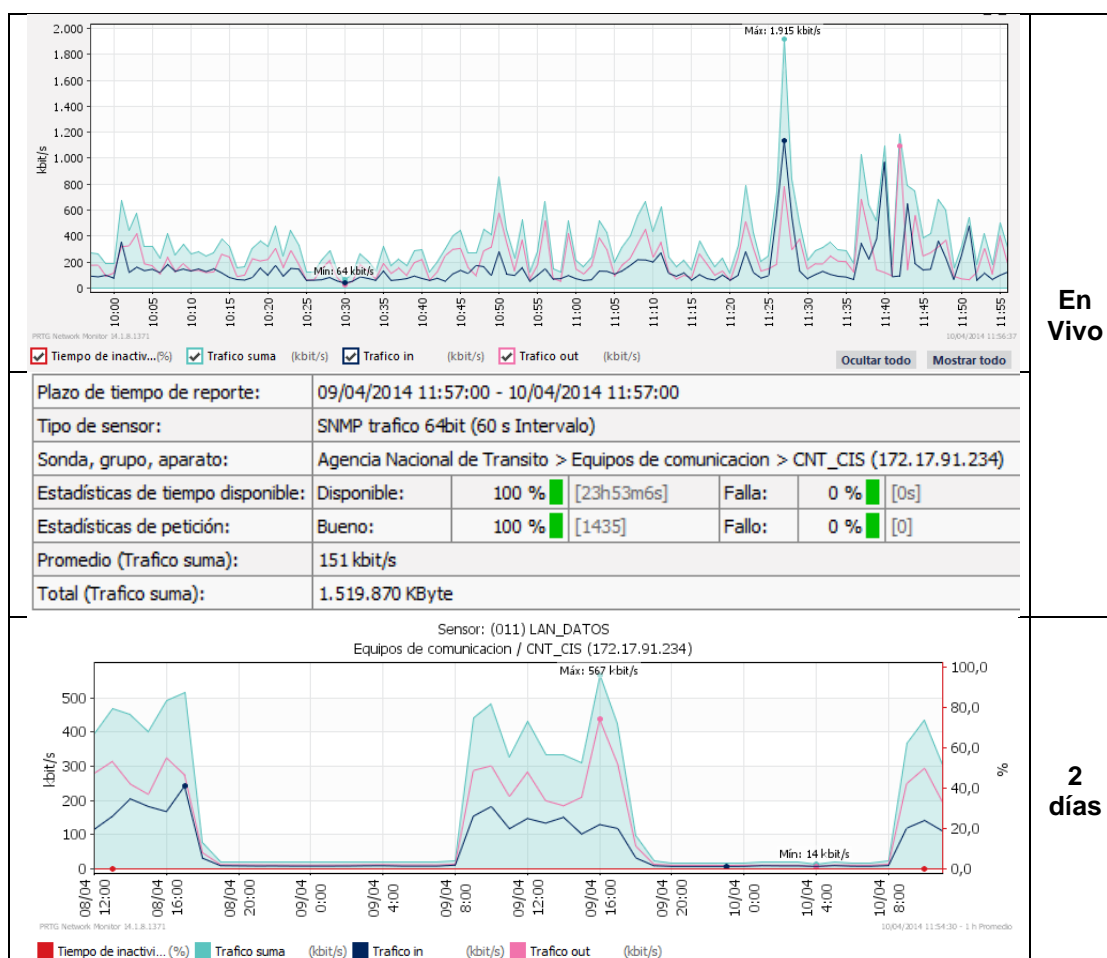 Máx: 1.915 kbit/s
2.000
1.800
1.600
1.400
1.200
1.000
800
600
400
200
0
kbit/s
Mín: 64 kbit/s
10:00 10:05 10:10 10:15 10:20 10:25 10:30 10:35 10:40 10:45 10:50 10:55 11:00 11:05 11:10 11:15 11:20 11:25 11:30 11:35 11:40 11:45 11:50 11:55
PRTG Network Monitor 14.1.8.1371 10/04/2014 11:56:37
Tiempo de inactiv...(%) Trafico suma (kbit/s) Trafico in (kbit/s) Trafico out (kbit/s)
Ocultar todo Mostrar todo
En
Vivo
Plazo de tiempo de reporte: 09/04/2014 11:57:00 - 10/04/2014 11:57:00
Tipo de sensor: SNMP trafico 64bit (60 s Intervalo)
Sonda, grupo, aparato: Agencia Nacional de Transito > Equipos de comunicacion > CNT_CIS (172.17.91.234)
Estadísticas de tiempo disponible: Disponible: 100 % [23h53m6s] Falla: 0 % [0s]
Estadísticas de petición: Bueno: 100 % [1435] Fallo: 0 % [0]
Promedio (Trafico suma): 151 kbit/s
Total (Trafico suma): 1.519.870 KByte
Sensor: (011) LAN_DATOS
Equipos de comunicacion / CNT_CIS (172.17.91.234)
Máx: 567 kbit/s
500
400
300
200
100
0
kbit/s
100,0
80,0
60,0
40,0
20,0
0,0
%
Mín: 14 kbit/s
08/04 12:00 08/04 16:00 08/04 20:00 09/04 0:00 09/04 4:00 09/04 8:00 09/04 12:00 09/04 16:00 09/04 20:00 10/04 0:00 10/04 4:00 10/04 8:00
PRTG Network Monitor 14.1.8.1371 10/04/2014 11:54:30 - 1 h Promedio
Tiempo de inactivi... (%) Trafico suma (kbit/s) Trafico in (kbit/s) Trafico out (kbit/s)
2
días